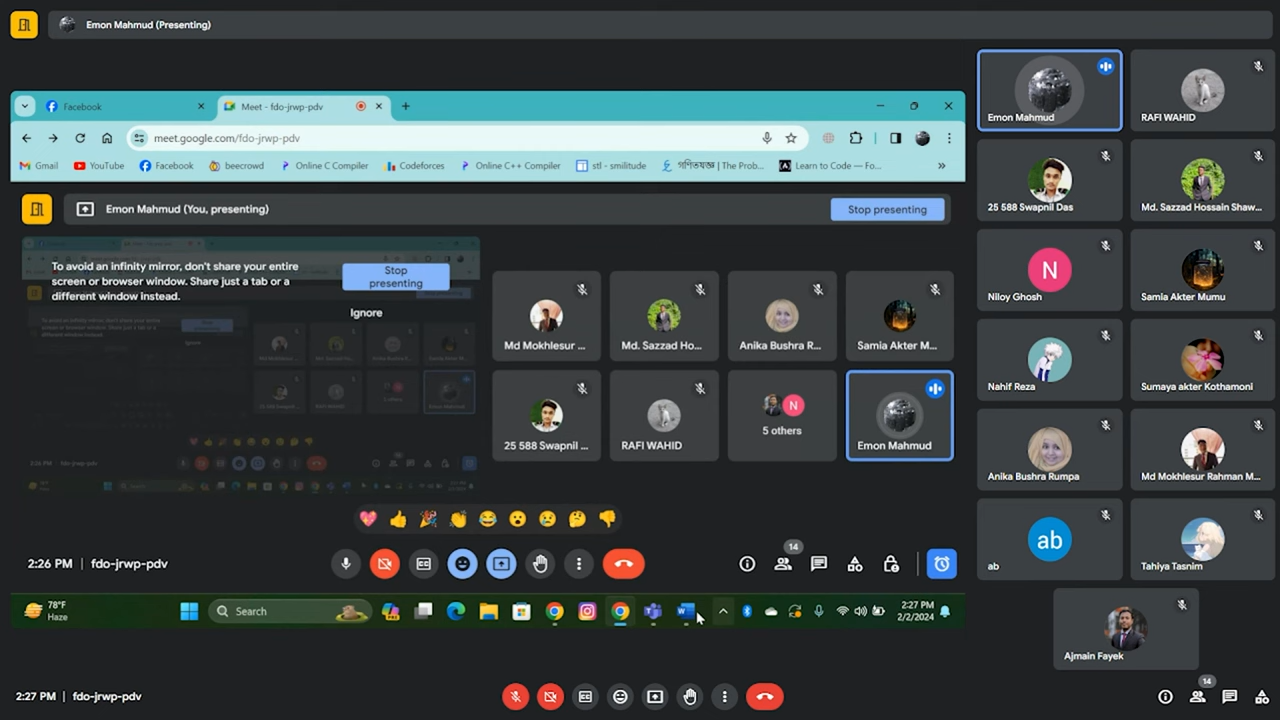 Emon Mahmud (Presenting)
Facebook
Meet - fdo-jrwp-pdv
meet.google.com/fdo-jrwp-pdv
Gmail
YouTube
Facebook
beecrowd
Online C Compiler
Codeforces
Online C++ Compiler
stl - smilitude
গণিতযজ্ঞ | The Prob...
Learn to Code — Fo...
Emon Mahmud (You, presenting)
Stop presenting
To avoid an infinity mirror, don't share your entire
screen or browser window. Share just a tab or a
different window instead.
Stop
presenting
Ignore
Md Mokhlesur ...
Md. Sazzad Ho...
Anika Bushra R...
Samia Akter M...
25 588 Swapnil ...
RAFI WAHID
N
5 others
Emon Mahmud
2:26 PM | fdo-jrwp-pdv
14
78°F
Haze
Search
2:27 PM
2/2/2024
Emon Mahmud
RAFI WAHID
25 588 Swapnil Das
Md. Sazzad Hossain Shaw...
N
Niloy Ghosh
Samia Akter Mumu
Nahif Reza
Sumaya akter Kothamoni
Anika Bushra Rumpa
Md Mokhlesur Rahman M...
ab
ab
Tahiya Tasnim
Ajmain Fayek
2:27 PM | fdo-jrwp-pdv
14